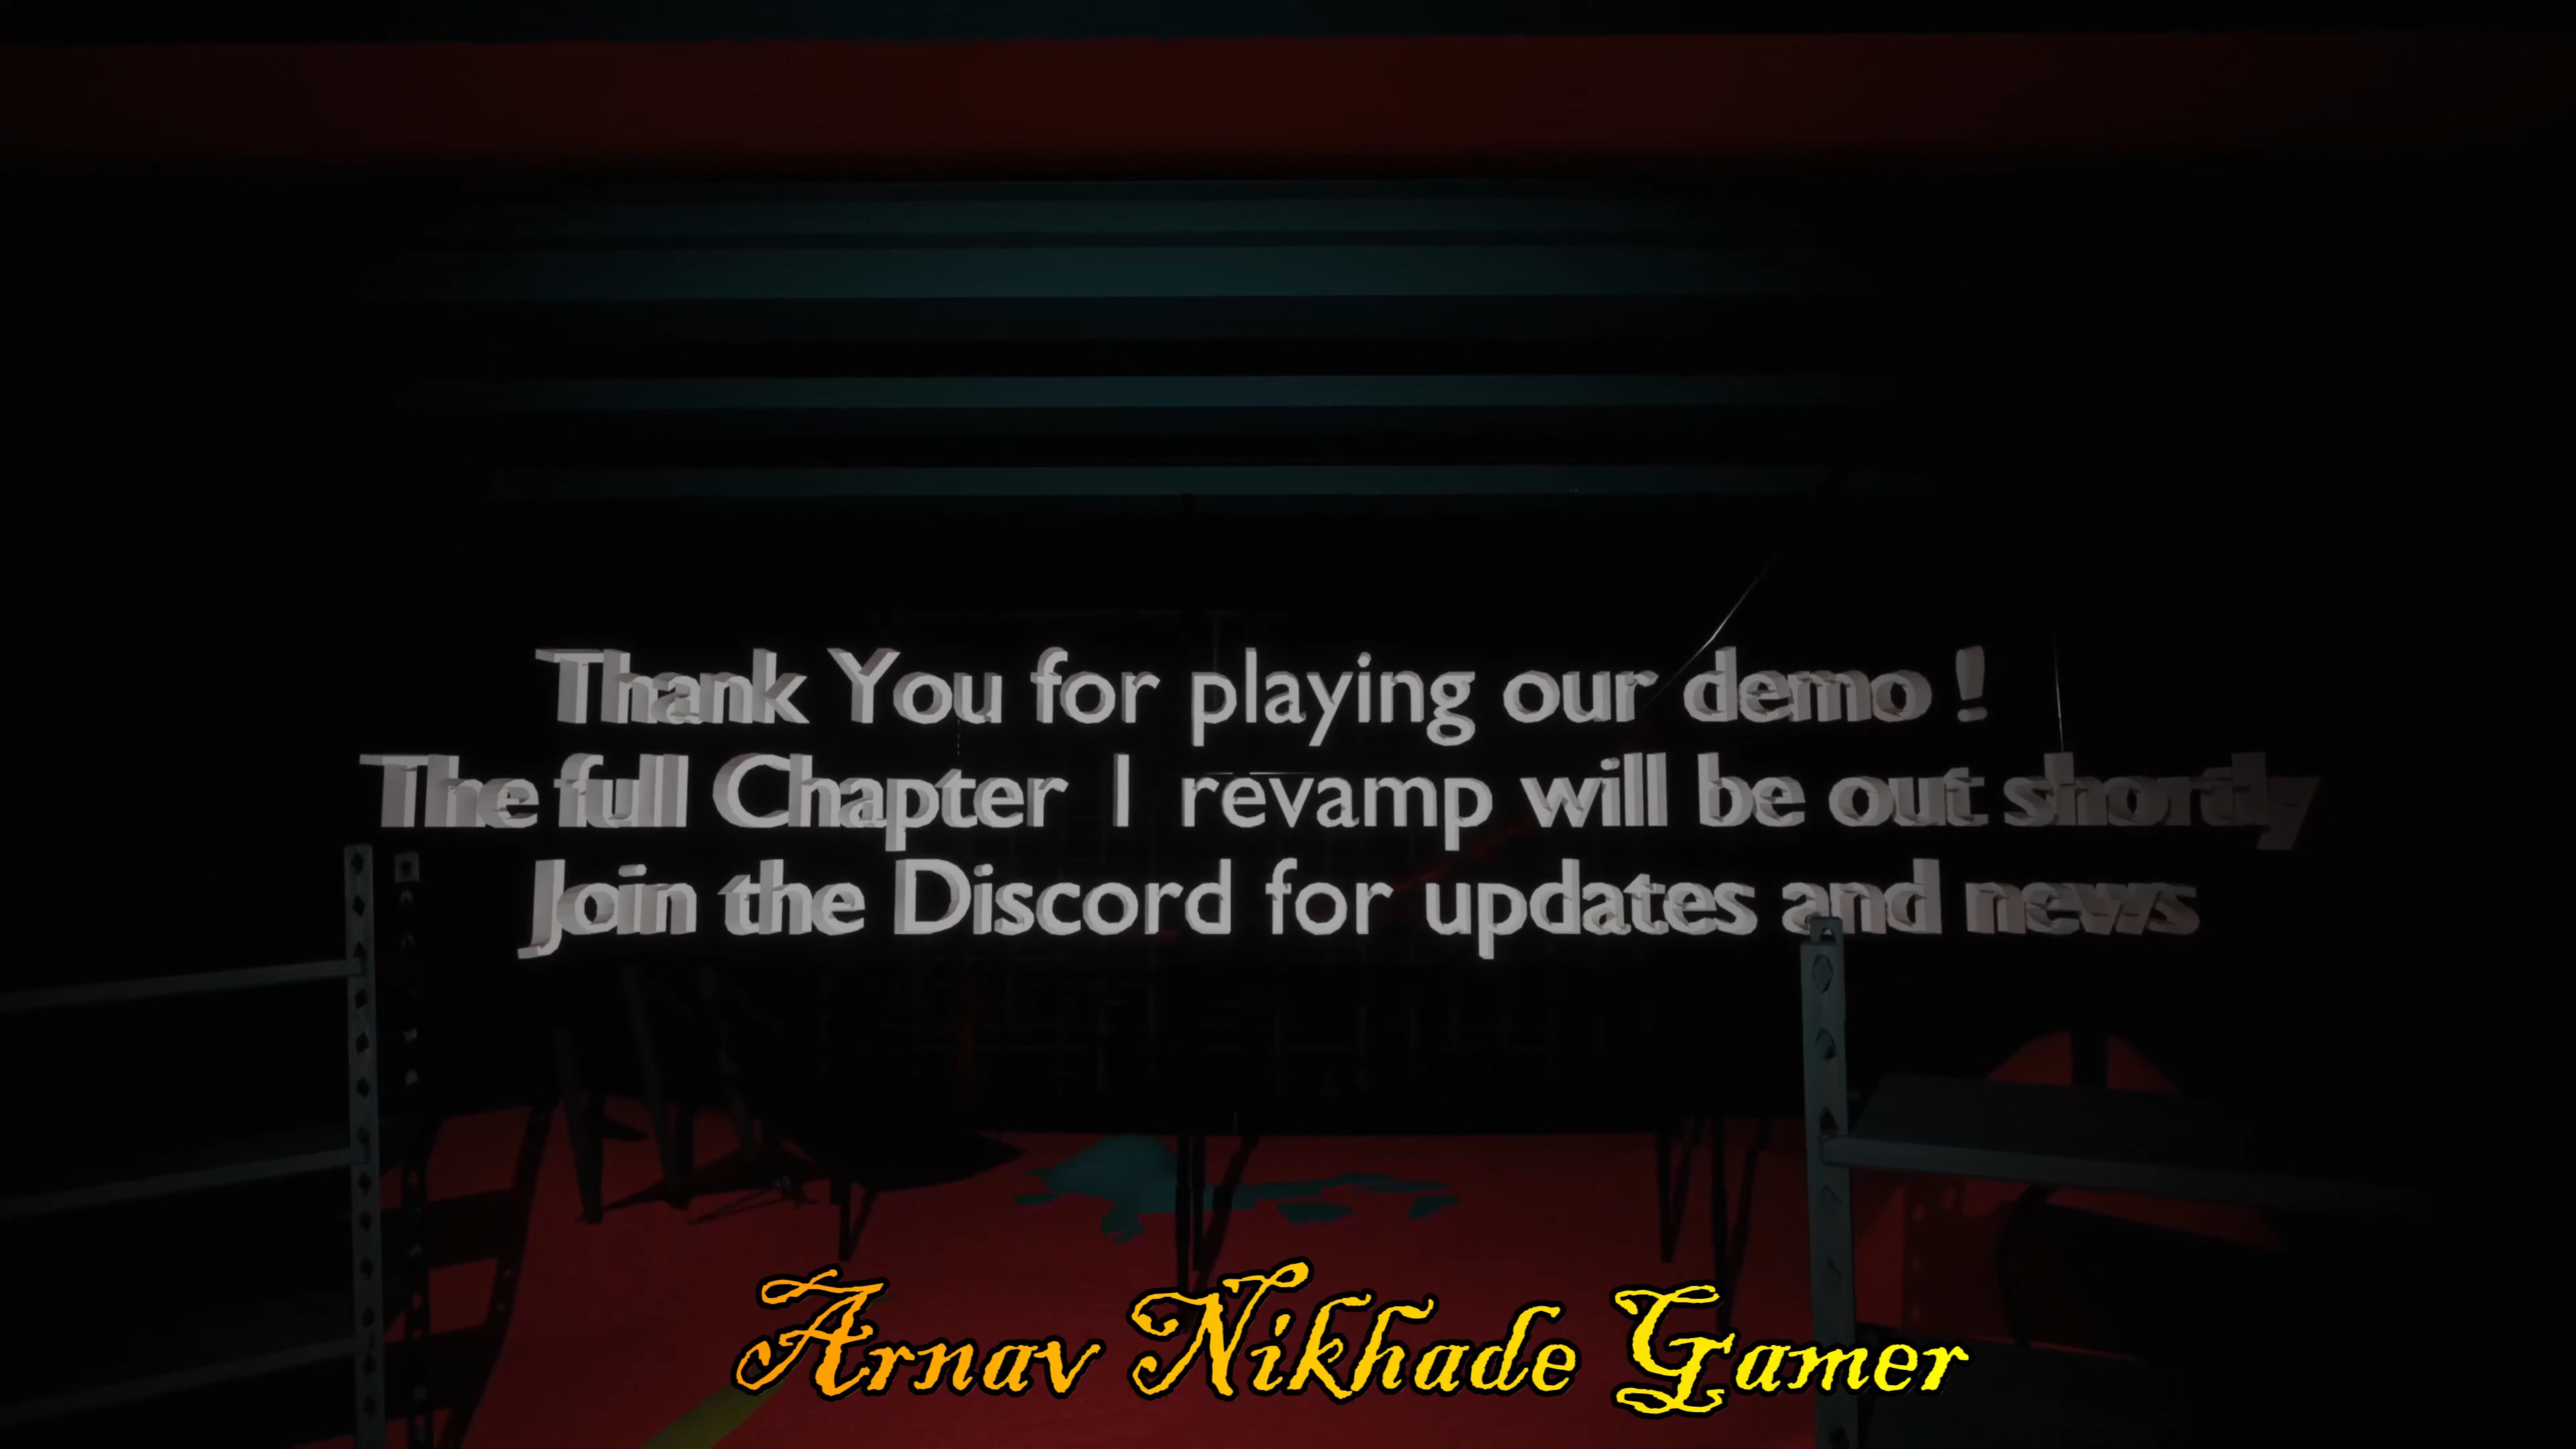 Thank You for playing our demo !
The full Chapter 1 revamp will be out shortly
Join the Discord for updates and news
Arnav Nikhade Gamer